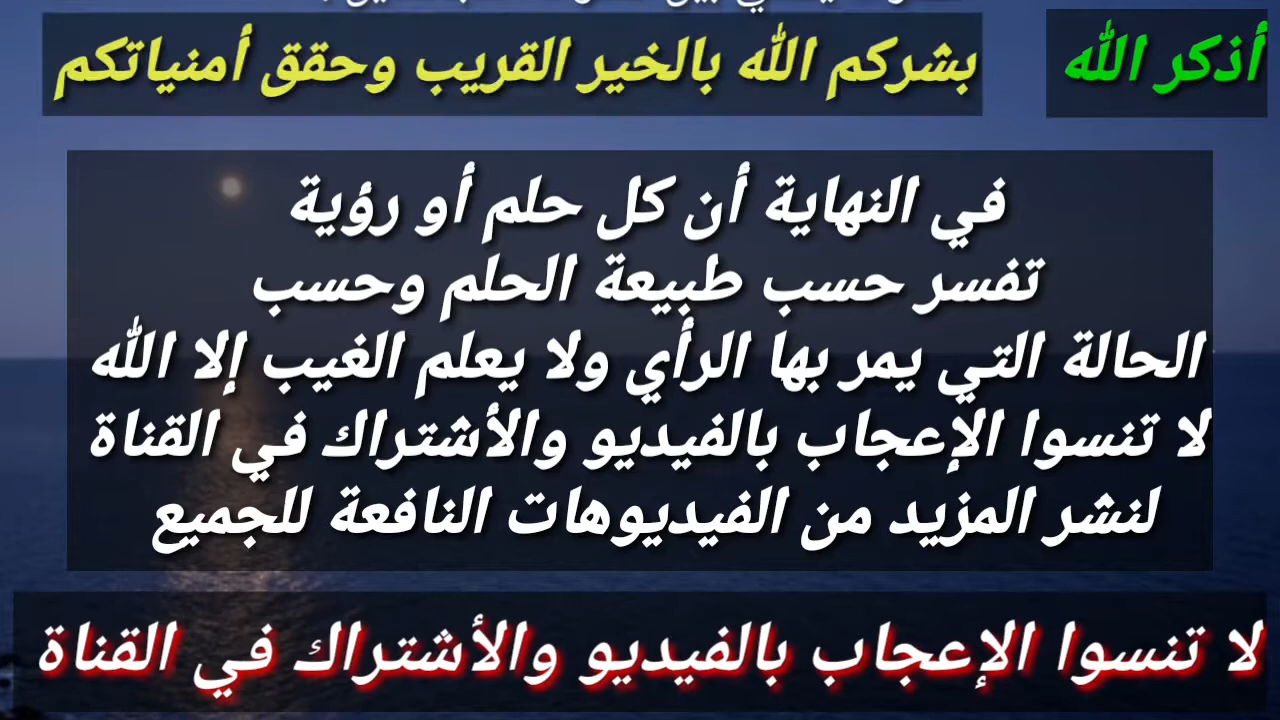 أذكر الله
بشركم الله بالخير القريب وحقق أمنياتكم
في النهاية أن كل حلم أو رؤية
تفسر حسب طبيعة الحلم وحسب
الحالة التي يمر بها الرأي ولا يعلم الغيب إلا الله
لا تنسوا الإعجاب بالفيديو والأشتراك في القناة
لنشر المزيد من الفيديوهات النافعة للجميع
لا تنسوا الإعجاب بالفيديو والأشتراك في القناة